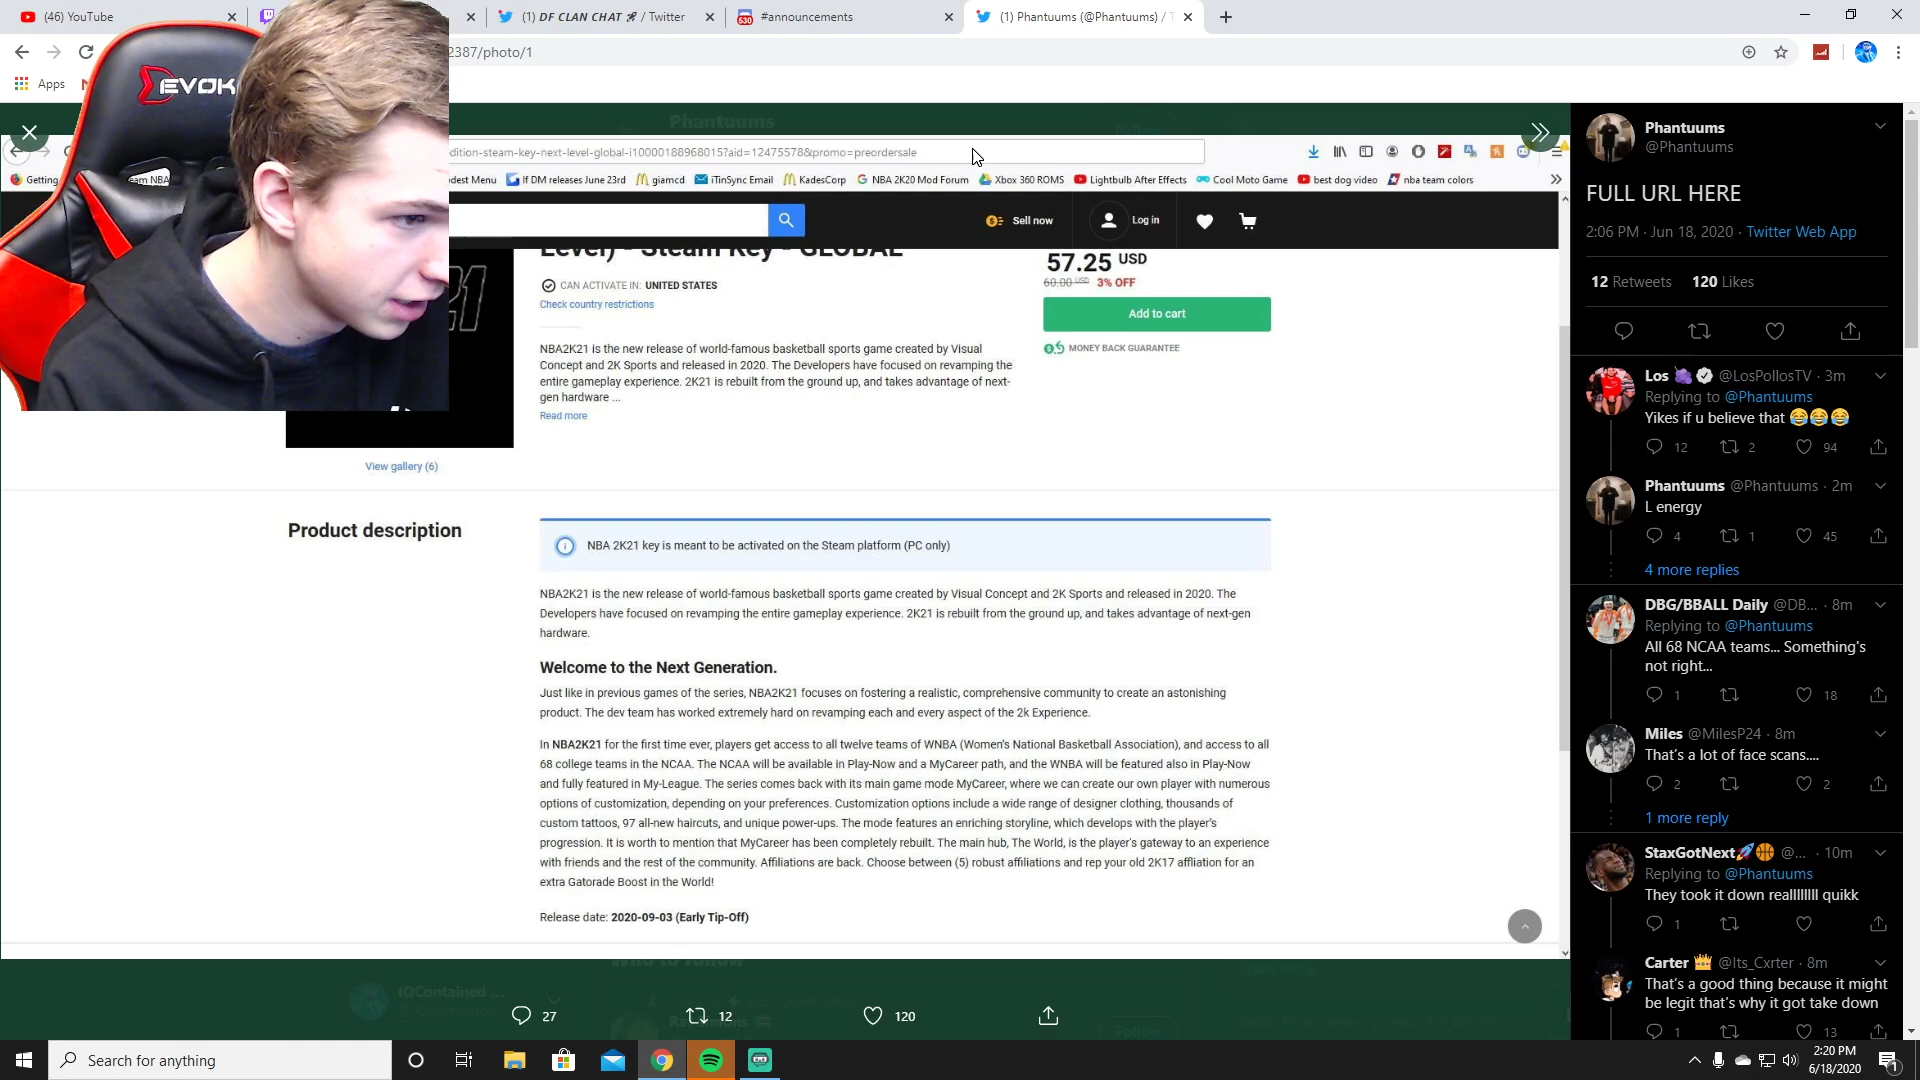 (46) YouTube
(1) DF CLAN CHAT 🚀 / Twitter
530
#announcements
(1) Phantuums (@Phantuums) / T
2387/photo/1
Apps
EVOK
Phantuums
dition-steam-key-next-level-global-i10000188968015?aid=12475578&promo=preordersale
Getting
eam NBA
dest Menu
If DM releases June 23rd
giamcd
iTinSync Email
KadesCorp
NBA 2K20 Mod Forum
Xbox 360 ROMS
Lightbulb After Effects
Cool Moto Game
best dog video
nba team colors
Sell now
Log in
Level) - Steam Key - GLOBAL
CAN ACTIVATE IN: UNITED STATES
Check country restrictions
57.25 USD
60.00 USD 3% OFF
Add to cart
MONEY BACK GUARANTEE
NBA2K21 is the new release of world-famous basketball sports game created by Visual
Concept and 2K Sports and released in 2020. The Developers have focused on revamping the
entire gameplay experience. 2K21 is rebuilt from the ground up, and takes advantage of next-
gen hardware ...
Read more
21
View gallery (6)
Product description
NBA 2K21 key is meant to be activated on the Steam platform (PC only)
NBA2K21 is the new release of world-famous basketball sports game created by Visual Concept and 2K Sports and released in 2020. The
Developers have focused on revamping the entire gameplay experience. 2K21 is rebuilt from the ground up, and takes advantage of next-gen
hardware.
Welcome to the Next Generation.
Just like in previous games of the series, NBA2K21 focuses on fostering a realistic, comprehensive community to create an astonishing
product. The dev team has worked extremely hard on revamping each and every aspect of the 2k Experience.
In NBA2K21 for the first time ever, players get access to all twelve teams of WNBA (Women's National Basketball Association), and access to all
68 college teams in the NCAA. The NCAA will be available in Play-Now and a MyCareer path, and the WNBA will be featured also in Play-Now
and fully featured in My-League. The series comes back with its main game mode MyCareer, where we can create our own player with numerous
options of customization, depending on your preferences. Customization options include a wide range of designer clothing, thousands of
custom tattoos, 97 all-new haircuts, and unique power-ups. The mode features an enriching storyline, which develops with the player's
progression. It is worth to mention that MyCareer has been completely rebuilt. The main hub, The World, is the player's gateway to an experience
with friends and the rest of the community. Affiliations are back. Choose between (5) robust affiliations and rep your old 2K17 affliation for an
extra Gatorade Boost in the World!
Release date: 2020-09-03 (Early Tip-Off)
Who to follow
IQContained ...
Follow
27
12
120
Phantuums
@Phantuums
FULL URL HERE
2:06 PM · Jun 18, 2020 · Twitter Web App
12 Retweets 120 Likes
Los 🍇 @LosPollosTV · 3m
Replying to @Phantuums
Yikes if u believe that 😂😂😂
12 2 94
Phantuums @Phantuums · 2m
L energy
4 1 45
4 more replies
DBG/BBALL Daily @DB... · 8m
Replying to @Phantuums
All 68 NCAA teams... Something's
not right...
1 18
Miles @MilesP24 · 8m
That's a lot of face scans....
2 2
1 more reply
StaxGotNext🚀🏀 @... · 10m
Replying to @Phantuums
They took it down realllllllll quikk
1
Carter 👑 @Its_Cxrter · 8m
That's a good thing because it might
be legit that's why it got take down
1 13
Search for anything
2:20 PM
6/18/2020
1